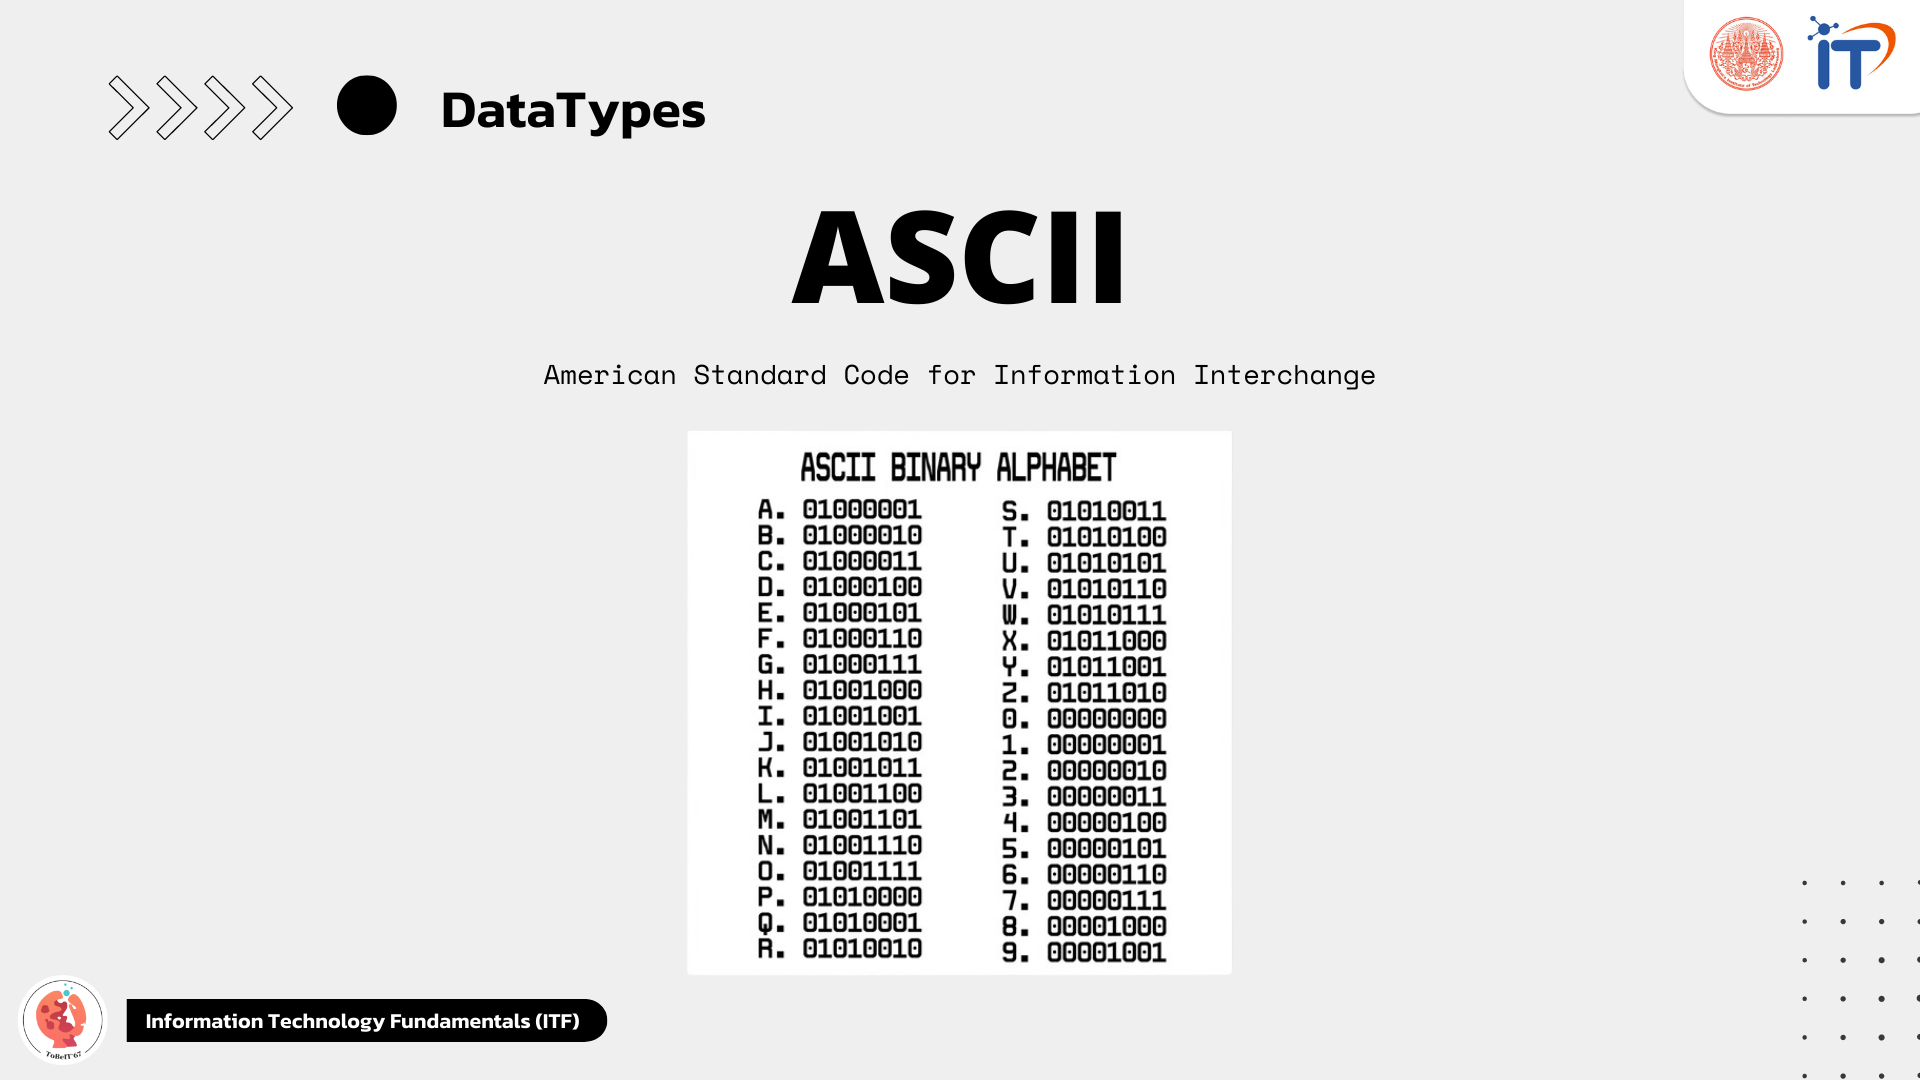 DataTypes
ASCII
American Standard Code for Information Interchange
ASCII BINARY ALPHABET
A. 01000001
B. 01000010
C. 01000011
D. 01000100
E. 01000101
F. 01000110
G. 01000111
H. 01001000
I. 01001001
J. 01001010
K. 01001011
L. 01001100
M. 01001101
N. 01001110
O. 01001111
P. 01010000
Q. 01010001
R. 01010010
S. 01010011
T. 01010100
U. 01010101
V. 01010110
W. 01010111
X. 01011000
Y. 01011001
Z. 01011010
0. 00000000
1. 00000001
2. 00000010
3. 00000011
4. 00000100
5. 00000101
6. 00000110
7. 00000111
8. 00001000
9. 00001001
IT
ToBeIT'67
Information Technology Fundamentals (ITF)